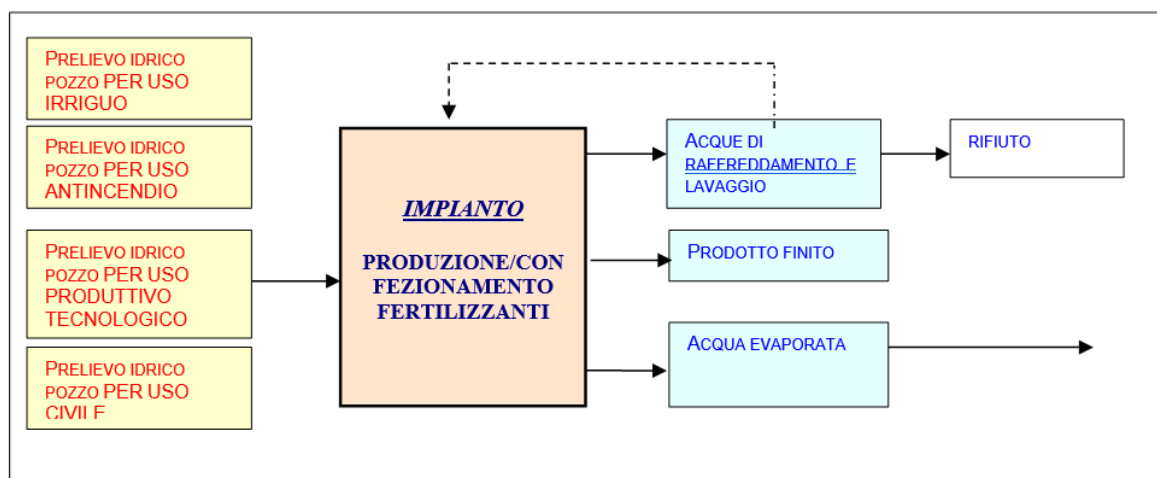 PRELIEVO IDRICO
POZZO PER USO
IRRIGUO
PRELIEVO IDRICO
POZZO PER USO
ANTINCENDIO
PRELIEVO IDRICO
POZZO PER USO
PRODUTTIVO
TECNOLOGICO
PRELIEVO IDRICO
POZZO PER USO
CIVILE
IMPIANTO
PRODUZIONE/CON
FEZIONAMENTO
FERTILIZZANTI
ACQUE DI
RAFFREDDAMENTO E
LAVAGGIO
RIFIUTO
PRODOTTO FINITO
ACQUA EVAPORATA